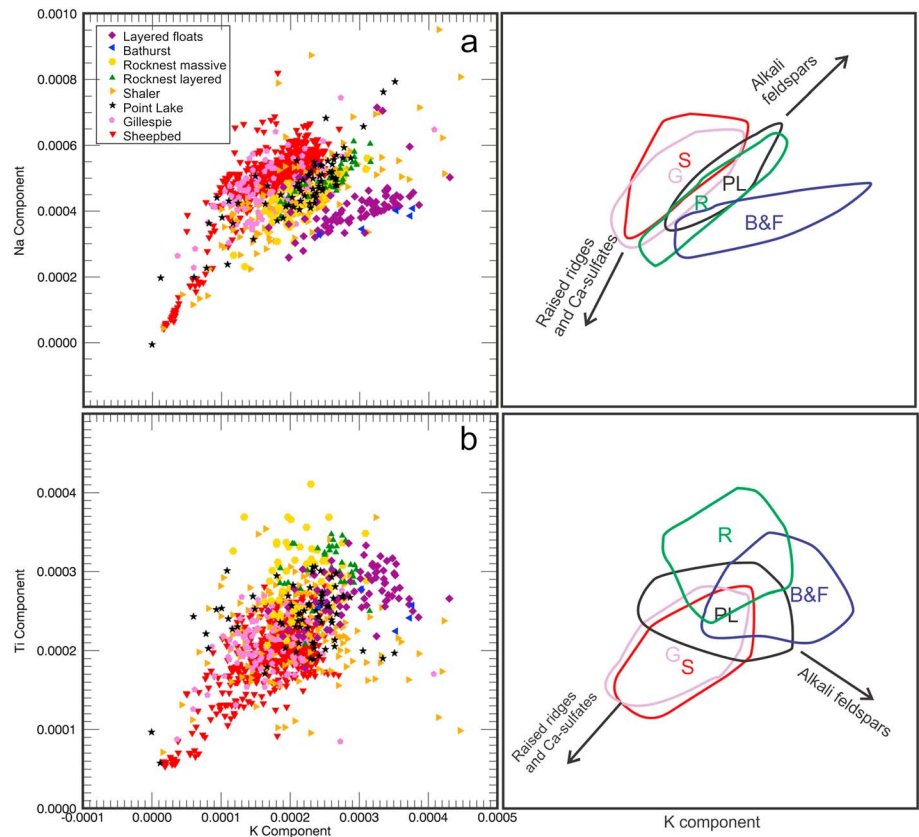 a
0.0010
0.0008
0.0006
0.0004
0.0002
0.0000
Na Component
Layered floats
Bathurst
Rocknest massive
Rocknest layered
Shaler
Point Lake
Gillespie
Sheepbed
Alkali
feldspars
S
G
PL
R
B&F
Raised ridges
and Ca-sulfates
b
0.0004
0.0003
0.0002
0.0001
0.0000
Ti Component
-0.0001
0.0000
0.0001
0.0002
0.0003
0.0004
0.0005
K Component
R
B&F
PL
G
S
Alkali feldspars
Raised ridges
and Ca-sulfates
K component